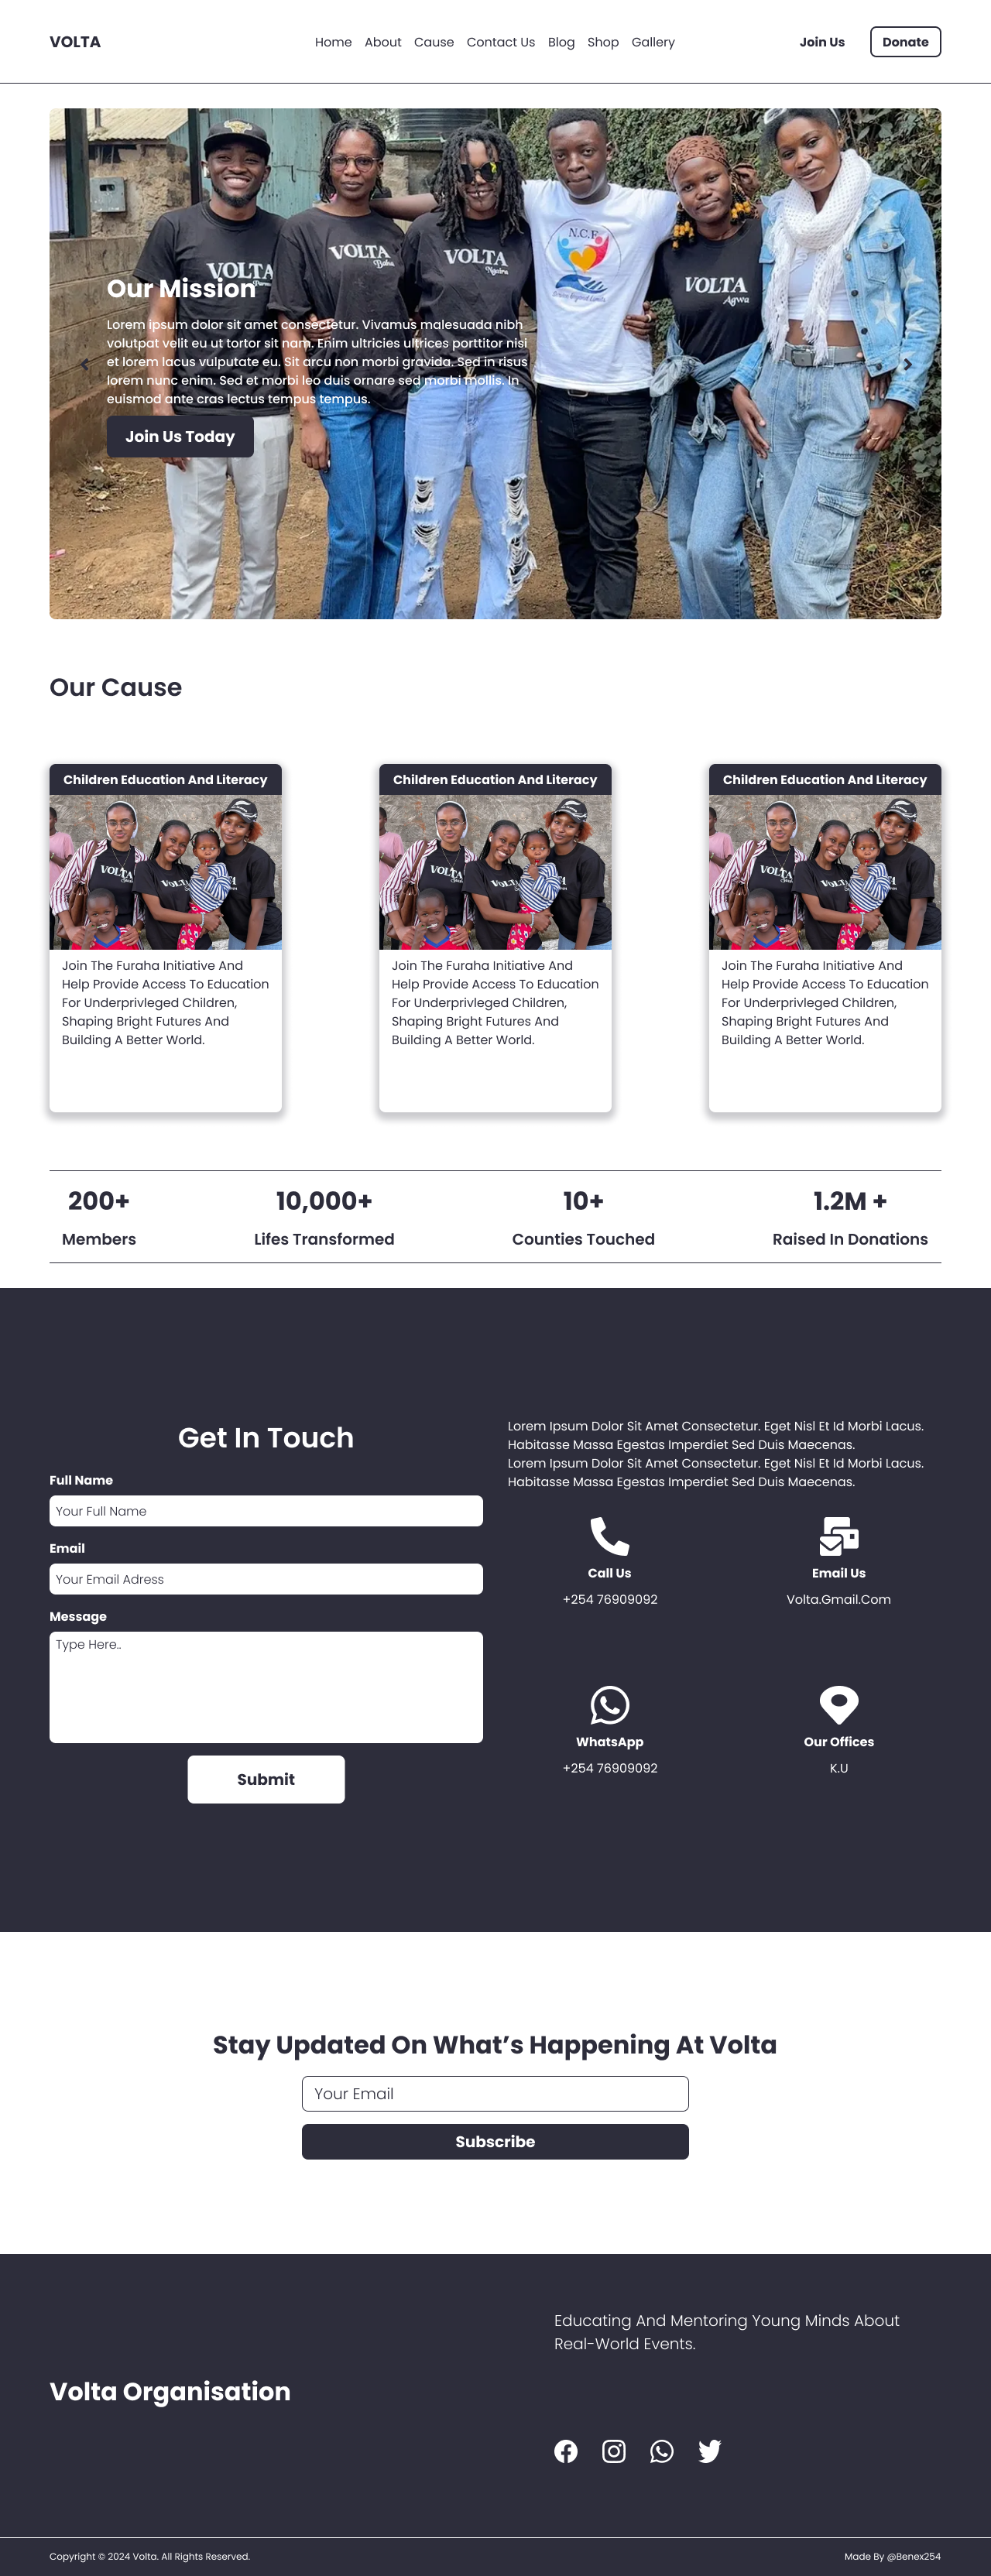 VOLTA
Home About Cause Contact Us Blog Shop Gallery
Join Us
Donate
VOLTA
VOLTA
Baha
VOLTA
Ngaira
N.C.F
VOLTA
Agwa
Our Mission
Lorem ipsum dolor sit amet consectetur. Vivamus malesuada nibh
volutpat velit eu ut tortor sit nam. Enim ultricies ultrices porttitor nisi
et lorem lacus vulputate eu. Sit arcu non morbi gravida. Sed in risus
lorem nunc enim. Sed et morbi leo duis ornare sed morbi mollis. In
euismod ante cras lectus tempus tempus.
Join Us Today
Our Cause
Children Education And Literacy
VOLTA
Join The Furaha Initiative And
Help Provide Access To Education
For Underprivleged Children,
Shaping Bright Futures And
Building A Better World.
Children Education And Literacy
VOLTA
Join The Furaha Initiative And
Help Provide Access To Education
For Underprivleged Children,
Shaping Bright Futures And
Building A Better World.
Children Education And Literacy
VOLTA
Join The Furaha Initiative And
Help Provide Access To Education
For Underprivleged Children,
Shaping Bright Futures And
Building A Better World.
200+
Members
10,000+
Lifes Transformed
10+
Counties Touched
1.2M +
Raised In Donations
Get In Touch
Full Name
Your Full Name
Email
Your Email Adress
Message
Type Here..
Submit
Lorem Ipsum Dolor Sit Amet Consectetur. Eget Nisl Et Id Morbi Lacus.
Habitasse Massa Egestas Imperdiet Sed Duis Maecenas.
Lorem Ipsum Dolor Sit Amet Consectetur. Eget Nisl Et Id Morbi Lacus.
Habitasse Massa Egestas Imperdiet Sed Duis Maecenas.
Call Us
+254 76909092
Email Us
Volta.Gmail.Com
WhatsApp
+254 76909092
Our Offices
K.U
Stay Updated On What’s Happening At Volta
Your Email
Subscribe
Volta Organisation
Educating And Mentoring Young Minds About
Real-World Events.
Copyright © 2024 Volta. All Rights Reserved.
Made By @Benex254